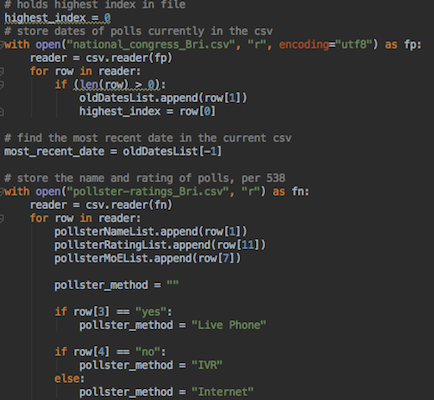 # holds highest index in file
highest_index = 0
# store dates of polls currently in the csv
with open("national_congress_Bri.csv", "r", encoding="utf8") as fp:
    reader = csv.reader(fp)
    for row in reader:
        if (len(row) > 0):
            oldDatesList.append(row[1])
            highest_index = row[0]

# find the most recent date in the current csv
most_recent_date = oldDatesList[-1]

# store the name and rating of polls, per 538
with open("pollster-ratings_Bri.csv", "r") as fn:
    reader = csv.reader(fn)
    for row in reader:
        pollsterNameList.append(row[1])
        pollsterRatingList.append(row[11])
        pollsterMoEList.append(row[7])

        pollster_method = ""

        if row[3] == "yes":
            pollster_method = "Live Phone"

        if row[4] == "no":
            pollster_method = "IVR"
        else:
            pollster_method = "Internet"